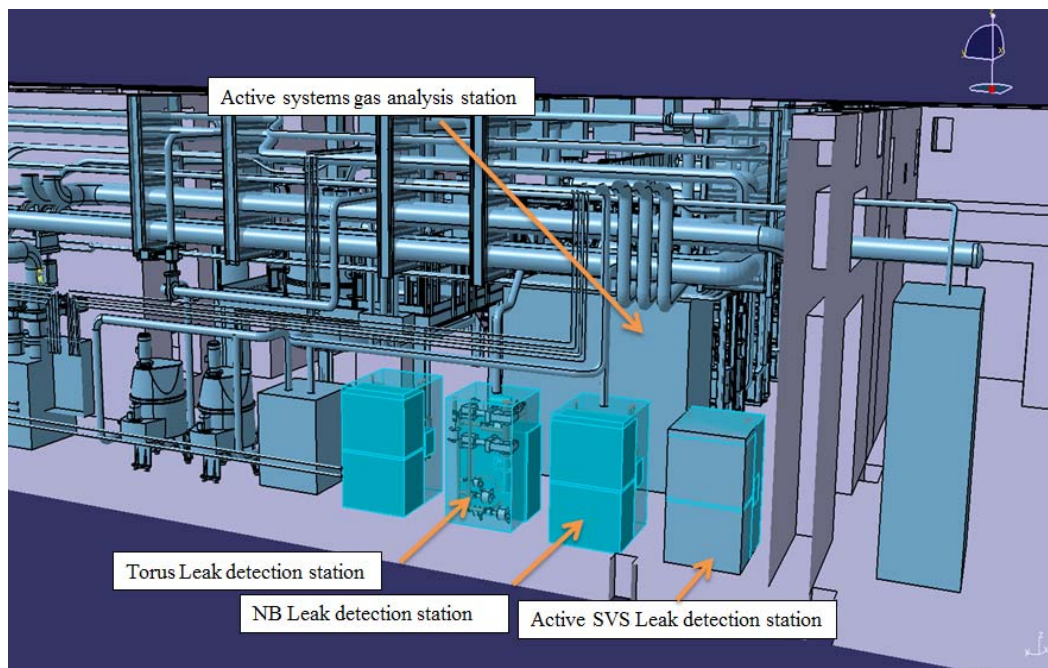 Active systems gas analysis station
Torus Leak detection station
NB Leak detection station
Active SVS Leak detection station